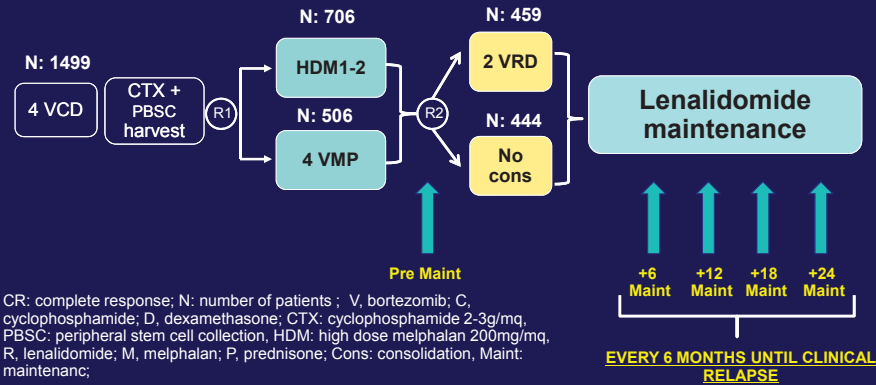 N: 1499
4 VCD
CTX +
PBSC
harvest
R1
N: 706
HDM1-2
N: 506
4 VMP
R2
N: 459
2 VRD
N: 444
No
cons
Lenalidomide
maintenance
Pre Maint
+6
Maint
+12
Maint
+18
Maint
+24
Maint
EVERY 6 MONTHS UNTIL CLINICAL
RELAPSE
CR: complete response; N: number of patients ; V, bortezomib; C,
cyclophosphamide; D, dexamethasone; CTX: cyclophosphamide 2-3g/mq,
PBSC: peripheral stem cell collection, HDM: high dose melphalan 200mg/mq,
R, lenalidomide; M, melphalan; P, prednisone; Cons: consolidation, Maint:
maintenanc;